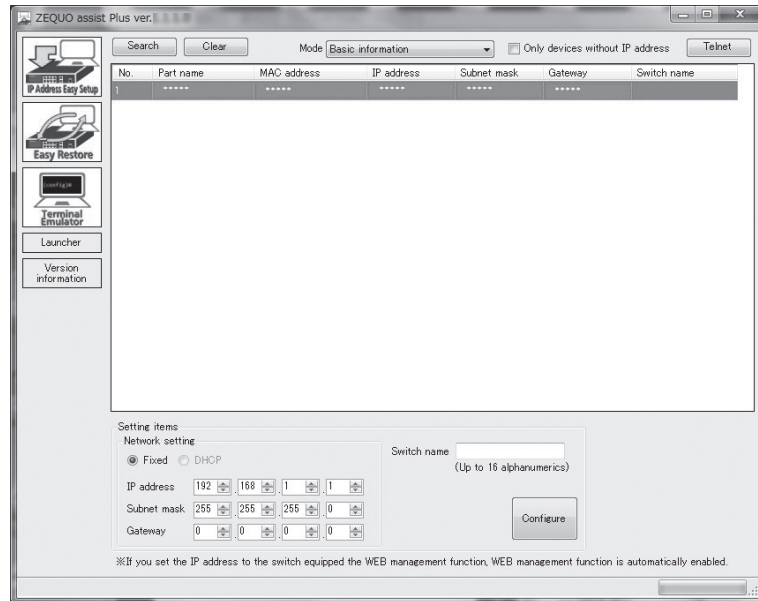 ZEQUO assist Plus ver.
Search Clear Mode Basic information Only devices without IP address Telnet
No. Part name MAC address IP address Subnet mask Gateway Switch name
1 ***** ***** ***** ***** *****
IP Address Easy Setup
Easy Restore
(config)#
Terminal
Emulator
Launcher
Version
information
Setting items
Network setting
Fixed DHCP
IP address 192 . 168 . 1 . 1
Subnet mask 255 . 255 . 255 . 0
Gateway 0 . 0 . 0 . 0
Switch name
(Up to 16 alphanumerics)
Configure
※If you set the IP address to the switch equipped the WEB management function, WEB management function is automatically enabled.